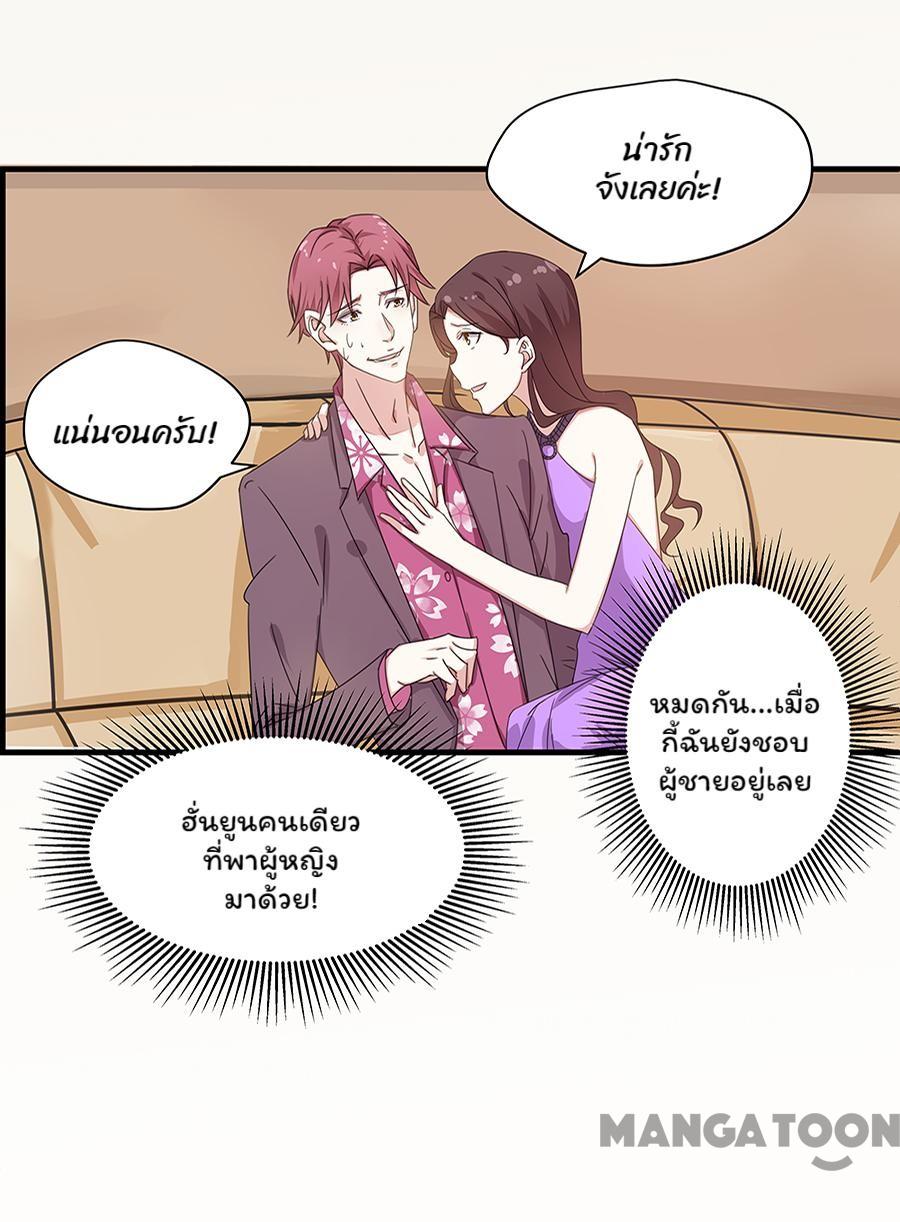 น่ารัก
จังเลยค่ะ!
แน่นอนครับ!
หมดกัน...เมื่อ
กี้ฉันยังชอบ
ผู้ชายอยู่เลย
ฮั่นยูนคนเดียว
ที่พาผู้หญิง
มาด้วย!
MANGATOON